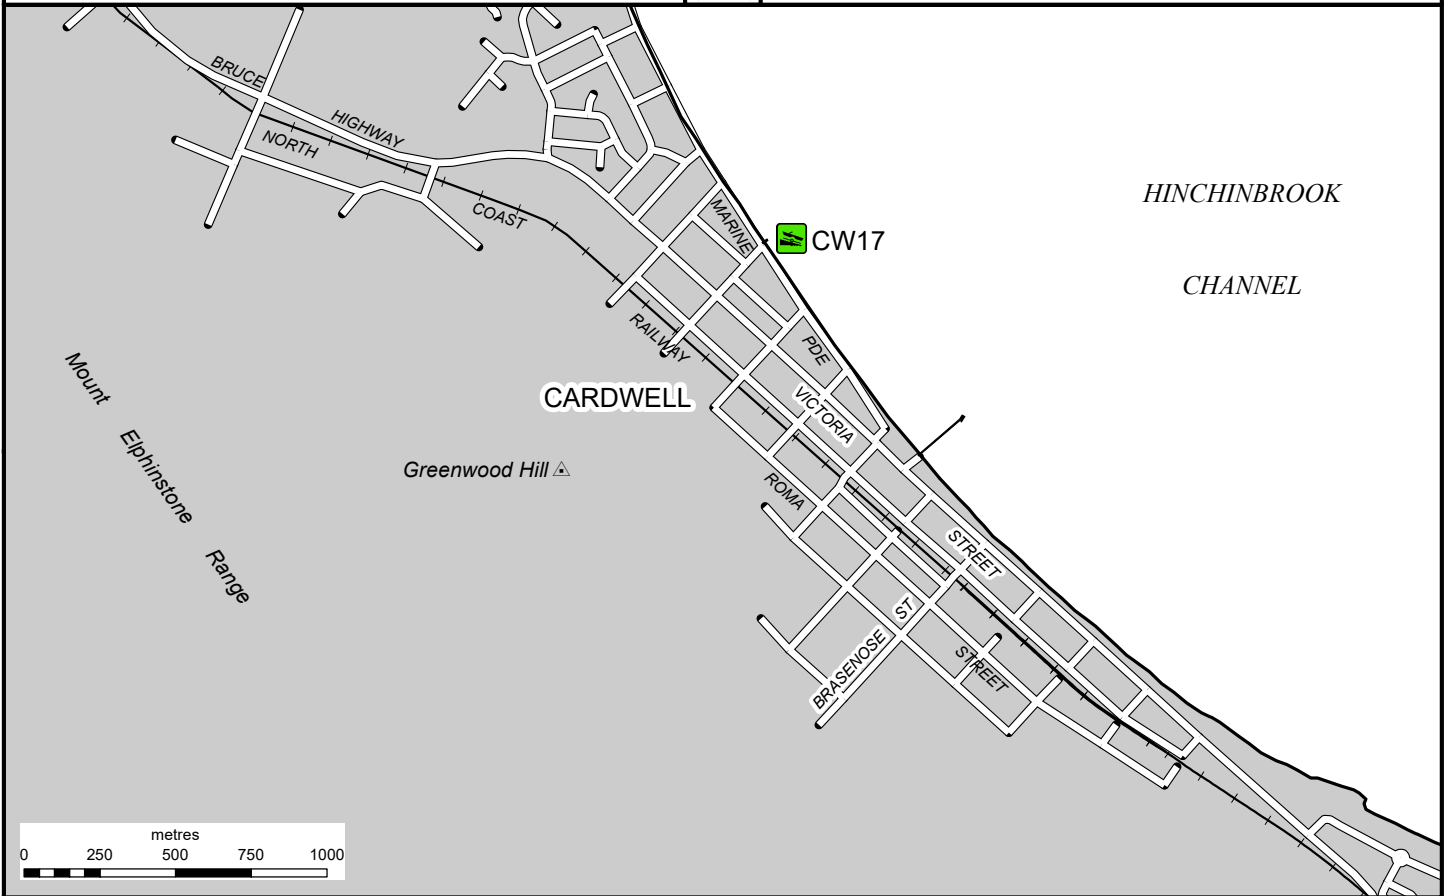 BRUCE
HIGHWAY
NORTH
COAST
RAILWAY
MARINE
PDE
CW17
HINCHINBROOK
CHANNEL
CARDWELL
VICTORIA
STREET
Greenwood Hill
ROMA
STREET
BRASENOSE ST
Mount
Elphinstone
Range
metres
0 250 500 750 1000